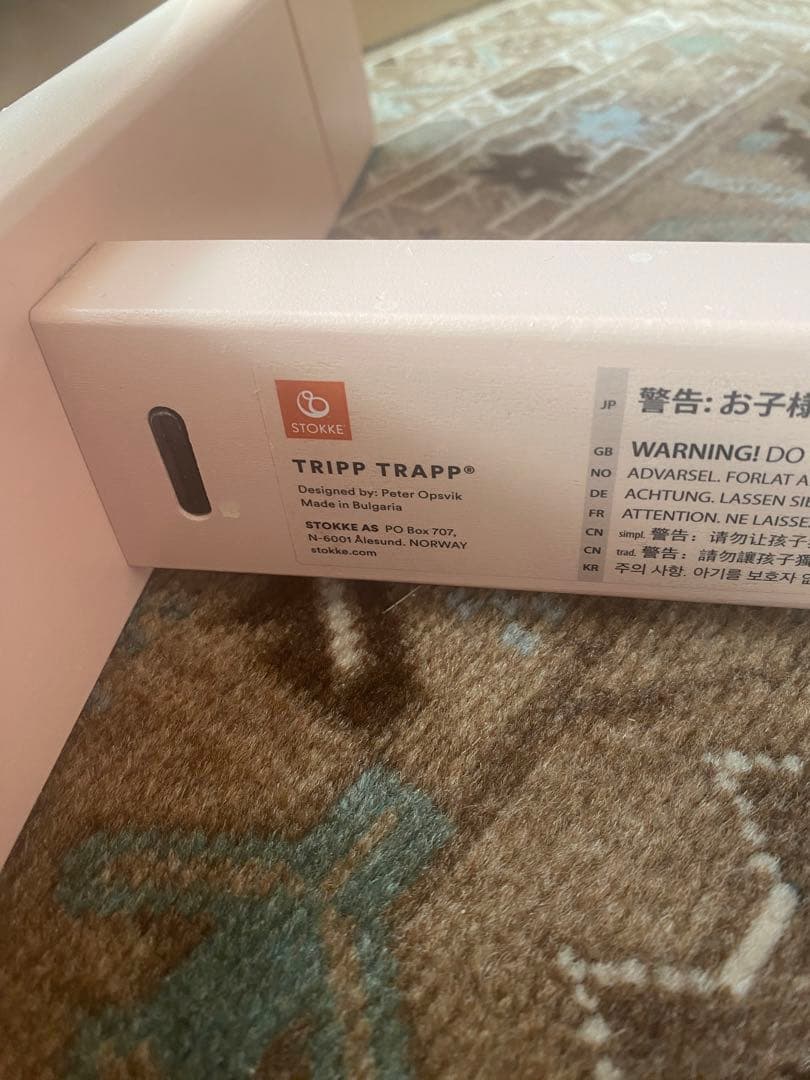 STOKKE
TRIPP TRAPP®
Designed by: Peter Opsvik
Made in Bulgaria
STOKKE AS PO Box 707,
N-6001 Ålesund. NORWAY
stokke.com
JP 警告: お子様
GB WARNING! DO
NO ADVARSEL. FORLAT A
DE ACHTUNG. LASSEN SIE
FR ATTENTION. NE LAISSE
CN simpl. 警告：请勿让孩子
CN trad. 警告：請勿讓孩子獨
KR 주의 사항. 아기를 보호자 없